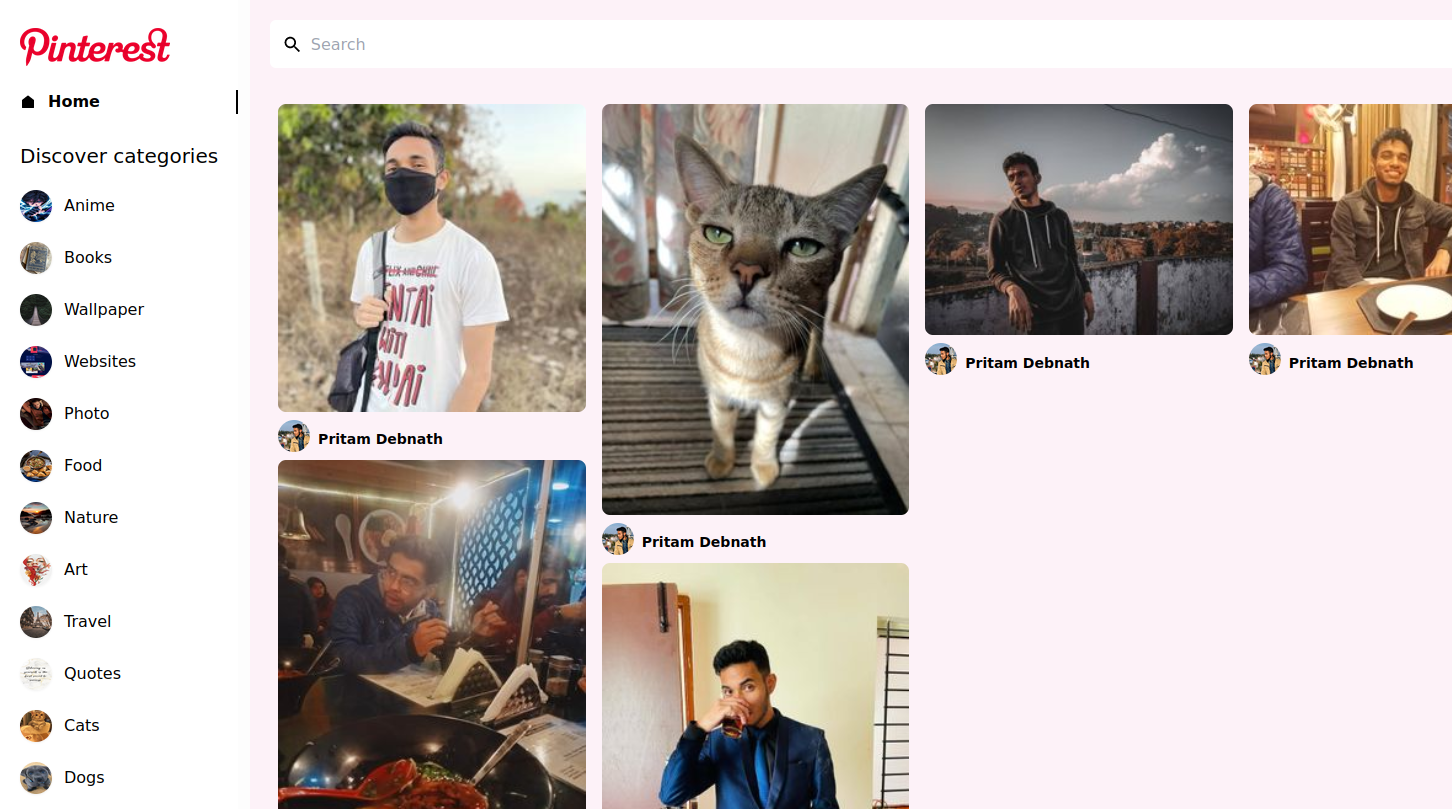 Pinterest
Search
Home
Discover categories
Anime
Books
Wallpaper
Websites
Photo
Food
Nature
Art
Travel
Quotes
Cats
Dogs
Pritam Debnath
Pritam Debnath
Pritam Debnath
Pritam Debnath